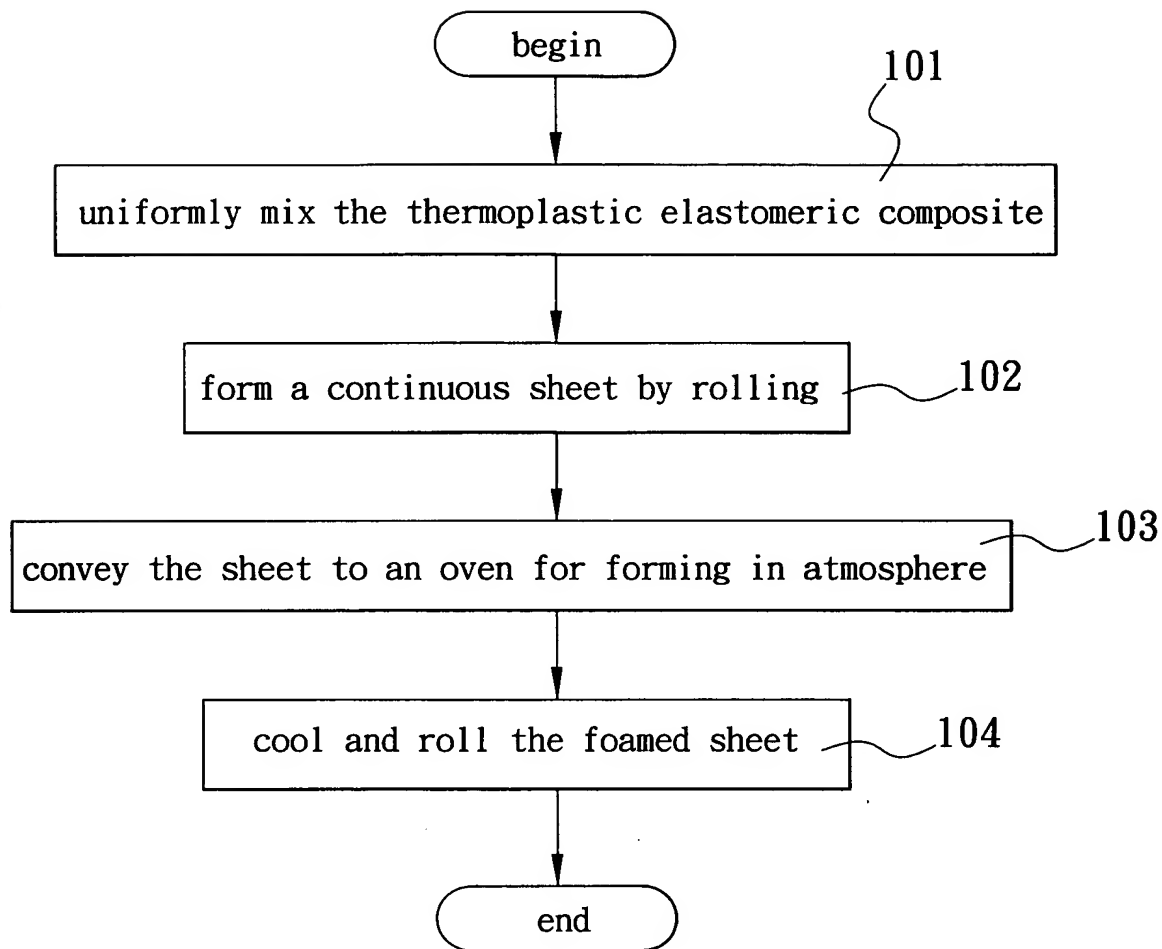 begin
101
uniformly mix the thermoplastic elastomeric composite
form a continuous sheet by rolling
102
convey the sheet to an oven for forming in atmosphere
103
cool and roll the foamed sheet
104
end